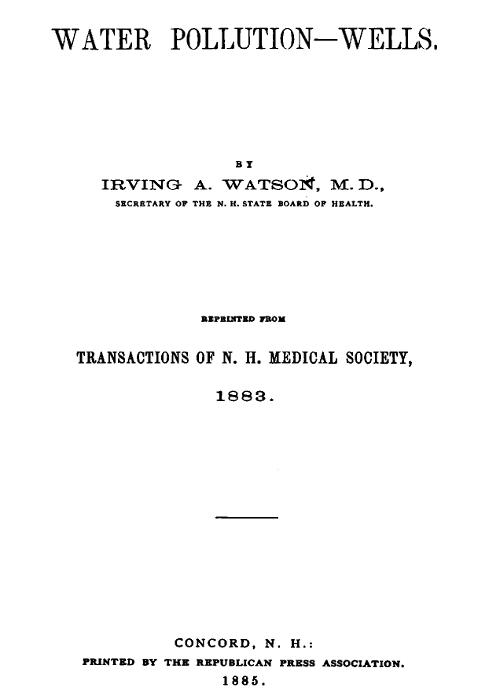 WATER POLLUTION—WELLS.
BY
IRVING A. WATSON, M. D.,
SECRETARY OF THE N. H. STATE BOARD OF HEALTH.
REPRINTED FROM
TRANSACTIONS OF N. H. MEDICAL SOCIETY,
1883.
CONCORD, N. H.:
PRINTED BY THE REPUBLICAN PRESS ASSOCIATION.
1885.